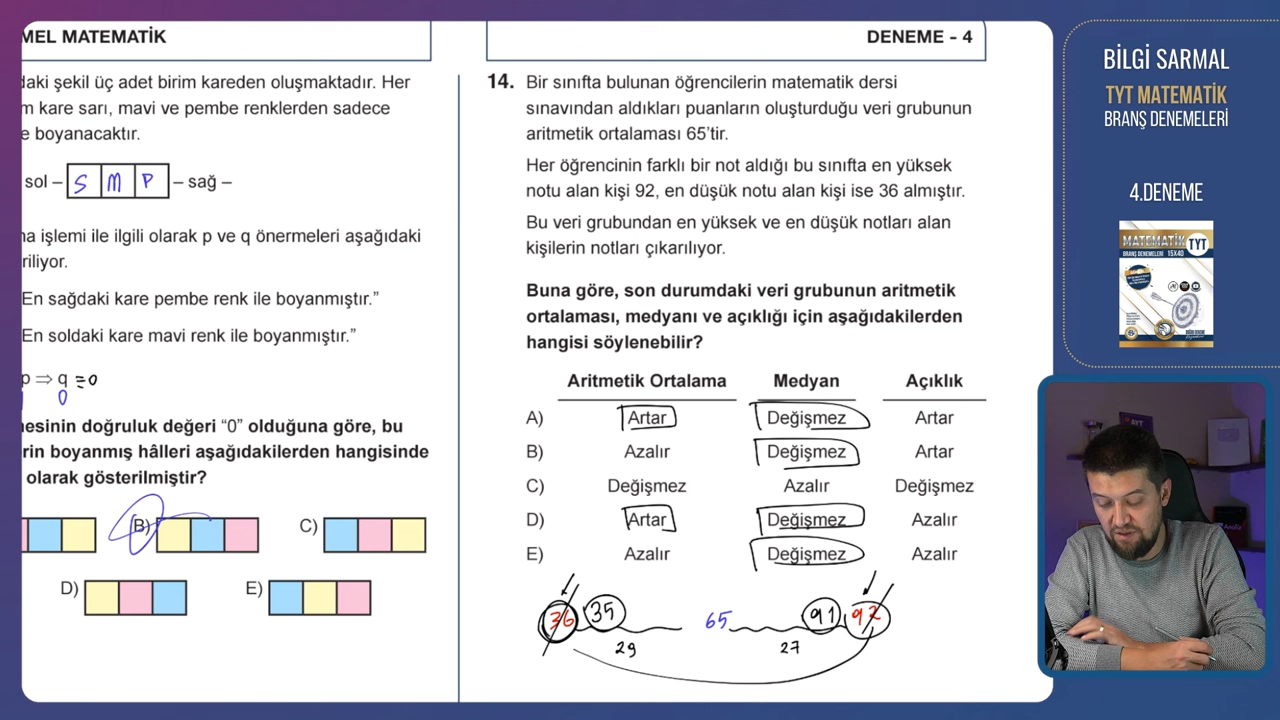 MEL MATEMATİK
daki şekil üç adet birim kareden oluşmaktadır. Her
m kare sarı, mavi ve pembe renklerden sadece
e boyanacaktır.
sol – S M P – sağ –
na işlemi ile ilgili olarak p ve q önermeleri aşağıdaki
riliyor.
En sağdaki kare pembe renk ile boyanmıştır.”
En soldaki kare mavi renk ile boyanmıştır.”
p ⇒ q ≡ 0
1 0
nesinin doğruluk değeri “0” olduğuna göre, bu
rin boyanmış hâlleri aşağıdakilerden hangisinde
olarak gösterilmiştir?
B) C)
D) E)
DENEME - 4
14. Bir sınıfta bulunan öğrencilerin matematik dersi
sınavından aldıkları puanların oluşturduğu veri grubunun
aritmetik ortalaması 65’tir.
Her öğrencinin farklı bir not aldığı bu sınıfta en yüksek
notu alan kişi 92, en düşük notu alan kişi ise 36 almıştır.
Bu veri grubundan en yüksek ve en düşük notları alan
kişilerin notları çıkarılıyor.
Buna göre, son durundaki veri grubunun aritmetik
ortalaması, medyanı ve açıklığı için aşağıdakilerden
hangisi söylenebilir?
Aritmetik Ortalama Medyan Açıklık
A) Artar Değişmez Artar
B) Azalır Değişmez Artar
C) Değişmez Azalır Değişmez
D) Artar Değişmez Azalır
E) Azalır Değişmez Azalır
36 35 65 91 92
29 27
BİLGİ SARMAL
TYT MATEMATİK
BRANŞ DENEMELERİ
4.DENEME
MATEMATİK TYT
BRANŞ DENEMELERİ 15X40